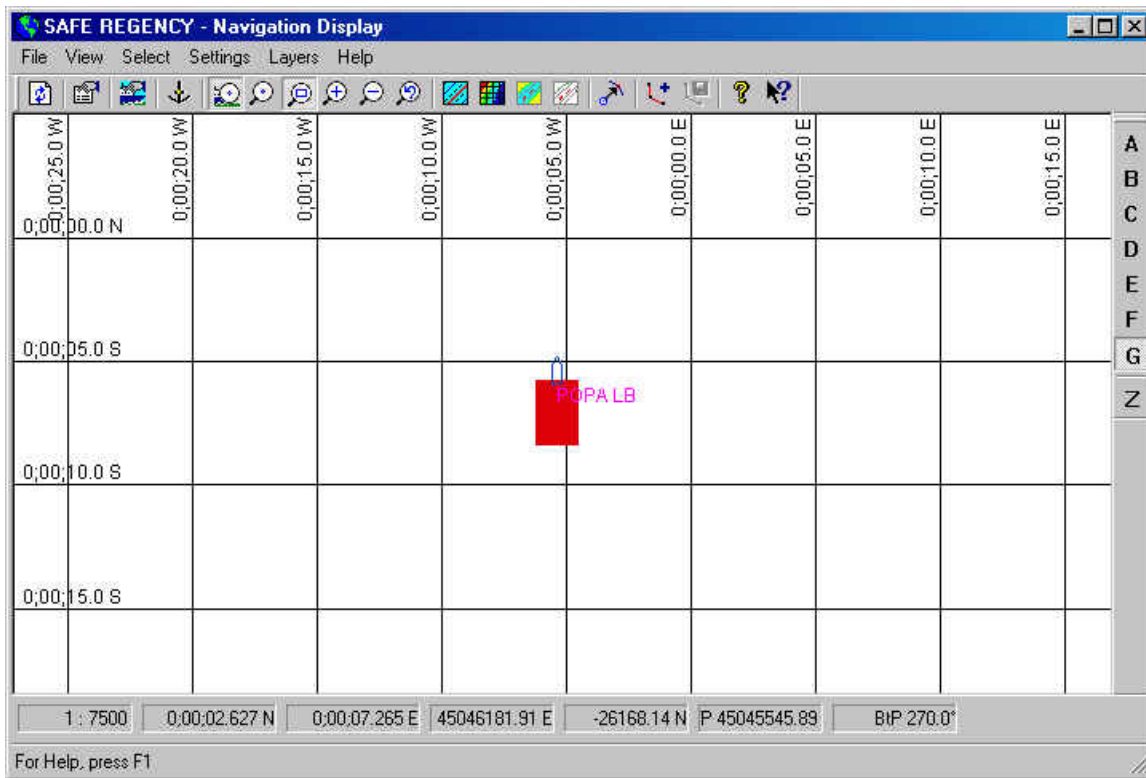 SAFE REGENCY - Navigation Display
File View Select Settings Layers Help
0;00;25.0 W 0;00;20.0 W 0;00;15.0 W 0;00;10.0 W 0;00;05.0 W 0;00;00.0 E 0;00;05.0 E 0;00;10.0 E 0;00;15.0 E
0;00;00.0 N
0;00;05.0 S
POPA LB
0;00;10.0 S
0;00;15.0 S
A
B
C
D
E
F
G
Z
1 : 7500 0;00;02.627 N 0;00;07.265 E 45046181.91 E -26168.14 N P 45045545.89 BtP 270.0°
For Help, press F1